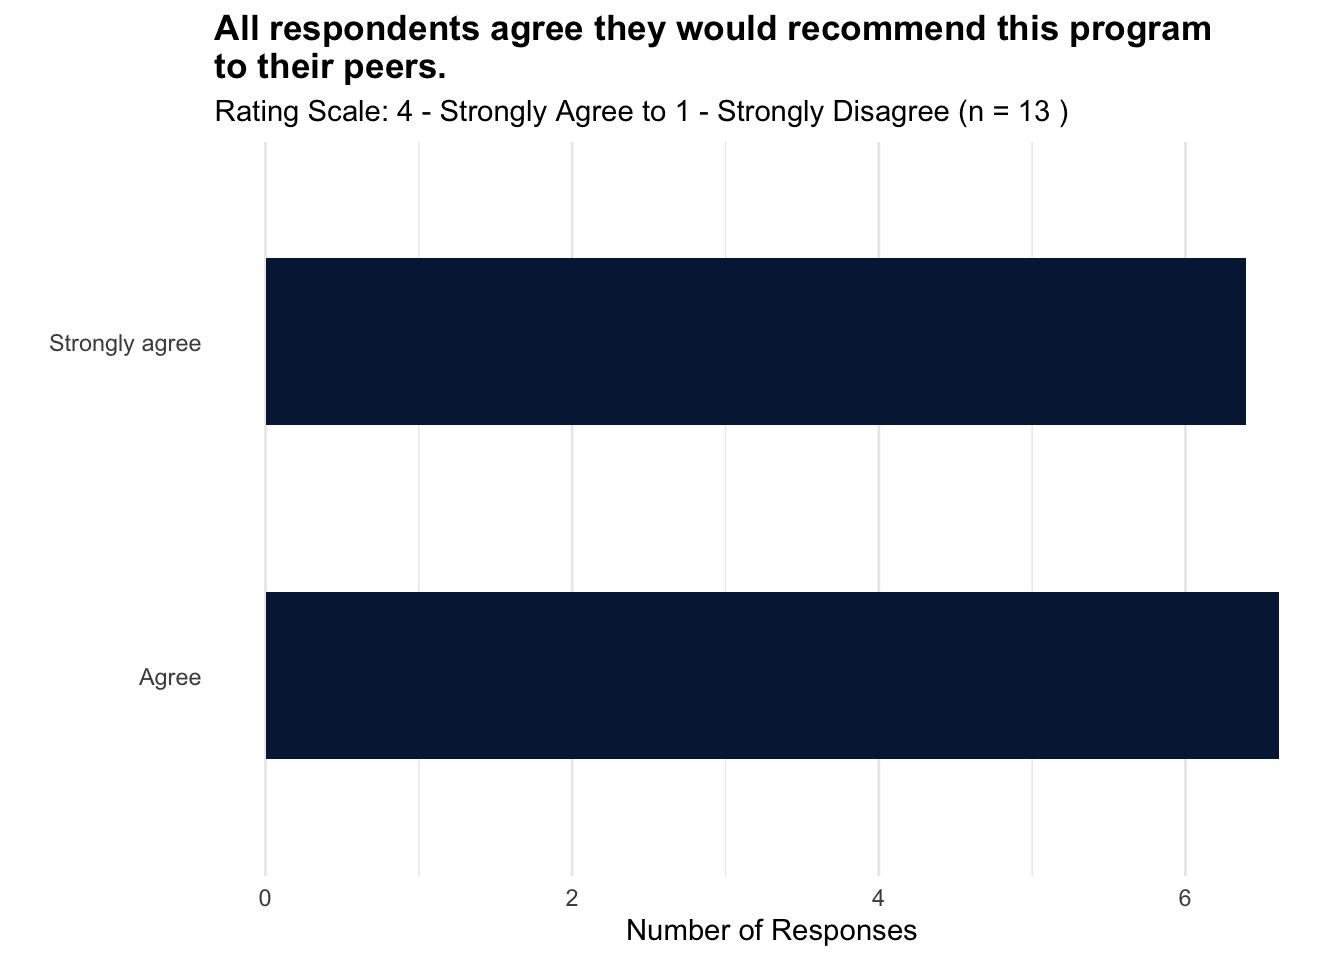 All respondents agree they would recommend this program
to their peers.
Rating Scale: 4 - Strongly Agree to 1 - Strongly Disagree (n = 13 )
Strongly agree
Agree
0 2 4 6
Number of Responses